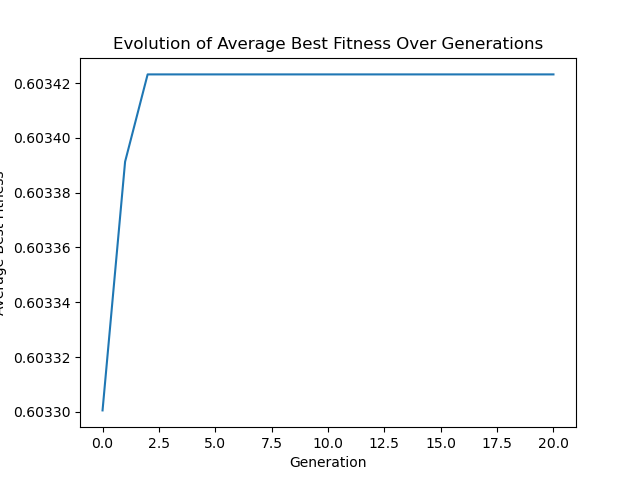 Evolution of Average Best Fitness Over Generations
Average Best Fitness
0.60342
0.60340
0.60338
0.60336
0.60334
0.60332
0.60330
0.0 2.5 5.0 7.5 10.0 12.5 15.0 17.5 20.0
Generation